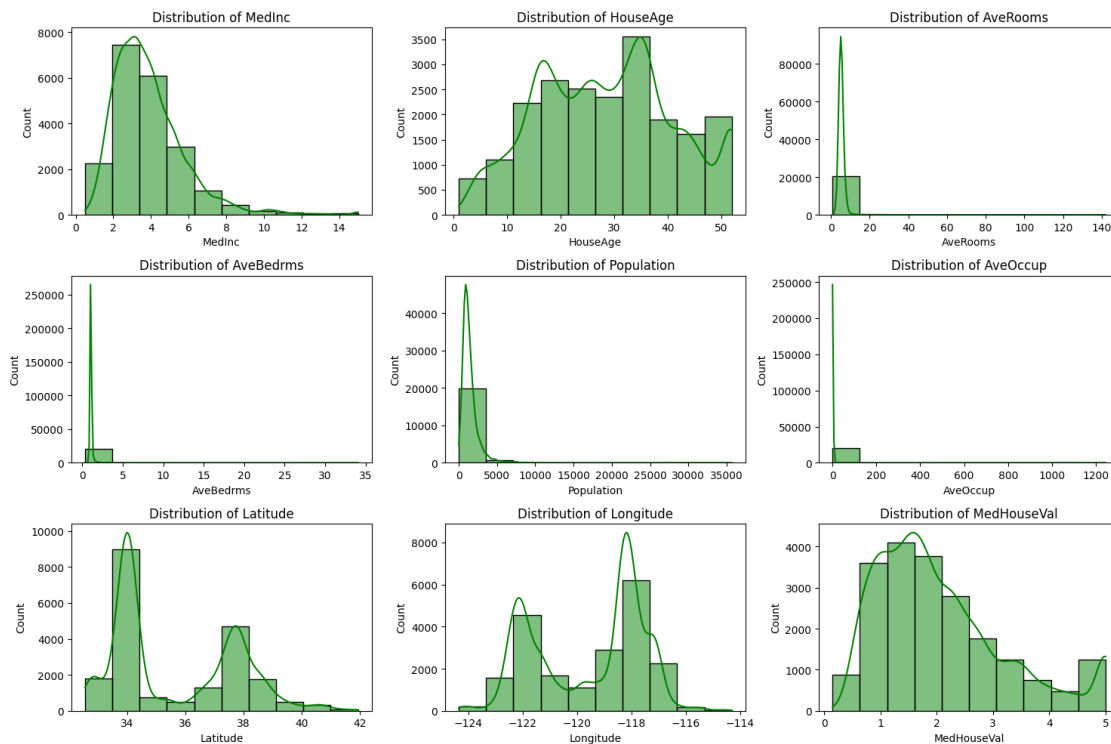 Distribution of MedInc
8000
6000
4000
2000
0
Count
0 2 4 6 8 10 12 14
MedInc
Distribution of HouseAge
3500
3000
2500
2000
1500
1000
500
0
Count
0 10 20 30 40 50
HouseAge
Distribution of AveRooms
80000
60000
40000
20000
0
Count
0 20 40 60 80 100 120 140
AveRooms
Distribution of AveBedrms
250000
200000
150000
100000
50000
0
Count
0 5 10 15 20 25 30 35
AveBedrms
Distribution of Population
40000
30000
20000
10000
0
Count
0 5000 10000 15000 20000 25000 30000 35000
Population
Distribution of AveOccup
250000
200000
150000
100000
50000
0
Count
0 200 400 600 800 1000 1200
AveOccup
Distribution of Latitude
10000
8000
6000
4000
2000
0
Count
34 36 38 40 42
Latitude
Distribution of Longitude
8000
6000
4000
2000
0
Count
−124 −122 −120 −118 −116 −114
Longitude
Distribution of MedHouseVal
4000
3000
2000
1000
0
Count
0 1 2 3 4 5
MedHouseVal